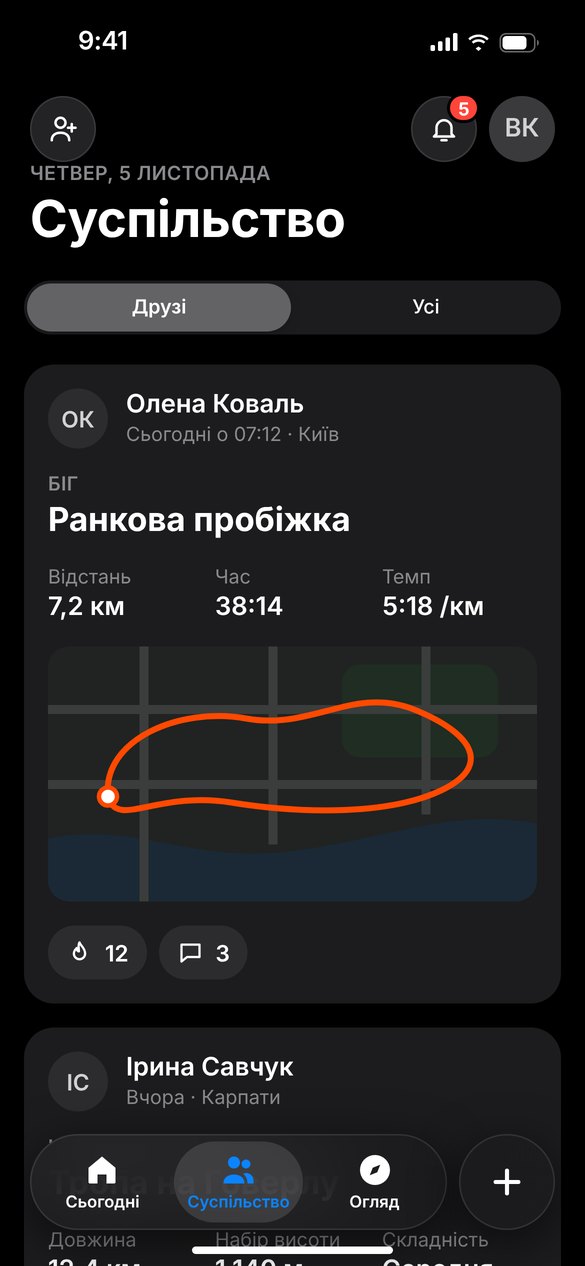 9:41
5
ВК
ЧЕТВЕР, 5 ЛИСТОПАДА
Суспільство
Друзі
Усі
ОК
Олена Коваль
Сьогодні о 07:12 · Київ
БІГ
Ранкова пробіжка
Відстань
Час
Темп
7,2 км
38:14
5:18 /км
12
3
ІС
Ірина Савчук
Вчора · Карпати
на Говерлу
Сьогодні
Суспільство
Огляд
Довжина
Набір висоти
Складність